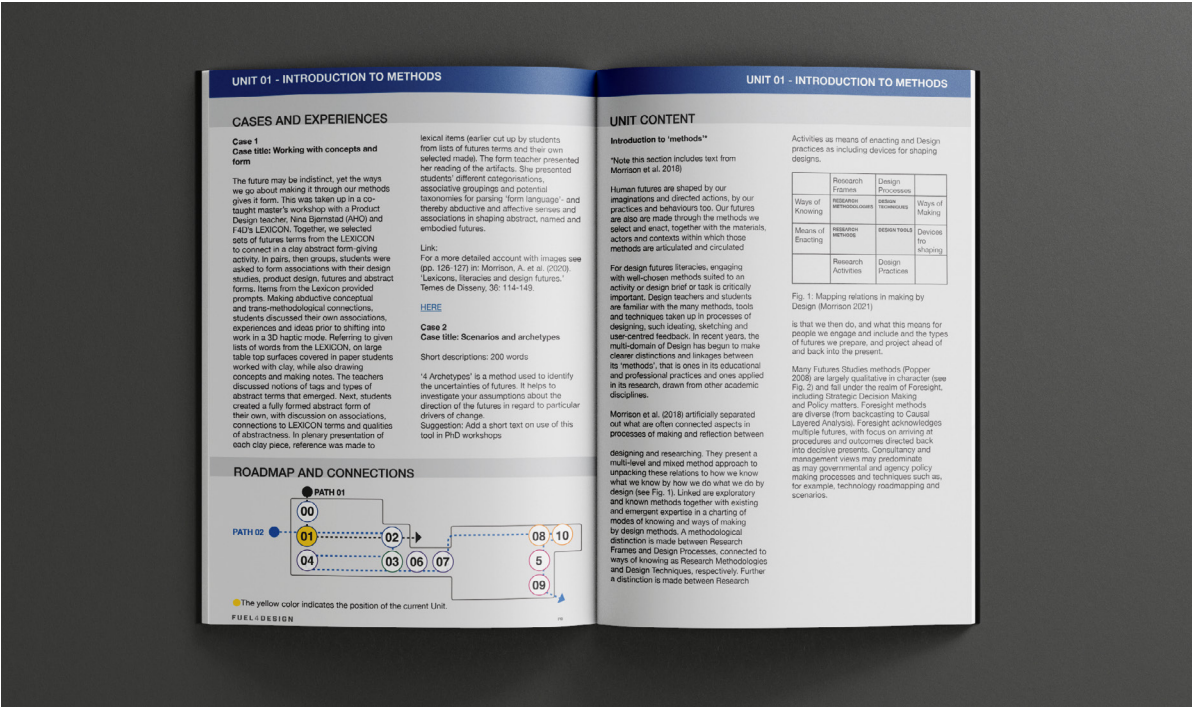 UNIT 01 - INTRODUCTION TO METHODS
CASES AND EXPERIENCES
Case 1
Case title: Working with concepts and
form
The future may be indistinct, yet the ways
we go about making it through our methods
gives it form. This was taken up in a co-
taught master's workshop with a Product
Design teacher, Nina Bjørnstad (AHO) and
F4D's LEXICON. Together, we selected
sets of futures terms from the LEXICON
to connect in a clay abstract form-giving
activity. In pairs, then groups, students were
asked to form associations with their design
studies, product design, futures and abstract
forms. Items from the Lexicon provided
prompts. Making abductive conceptual
and trans-methodological connections,
students discussed their own associations,
experiences and ideas prior to shifting into
work in a 3D haptic mode. Referring to given
lists of words from the LEXICON, on large
table top surfaces covered in paper students
worked with clay, while also drawing
concepts and making notes. The teachers
discussed notions of tags and types of
abstract terms that emerged. Next, students
created a fully formed abstract form of
their own, with discussion on associations,
connections to LEXICON terms and qualities
of abstractness. In plenary presentation of
each clay piece, reference was made to
lexical items (earlier cut up by students
from lists of futures terms and their own
selected made). The form teacher presented
her reading of the artifacts. She presented
students' different categorisations,
associative groupings and potential
taxonomies for parsing 'form language'- and
thereby abductive and affective senses and
associations in shaping abstract, named and
embodied futures.
Link:
For a more detailed account with images see
(pp. 126-127) in: Morrison, A. et al. (2020).
'Lexicons, literacies and design futures.'
Temes de Disseny, 36: 114-149.
HERE
Case 2
Case title: Scenarios and archetypes
Short descriptions: 200 words
'4 Archetypes' is a method used to identify
the uncertainties of futures. It helps to
investigate your assumptions about the
direction of the futures in regard to particular
drivers of change.
Suggestion: Add a short text on use of this
tool in PhD workshops
ROADMAP AND CONNECTIONS
PATH 01
00
PATH 02
01
02
08
10
04
03
06
07
5
09
The yellow color indicates the position of the current Unit.
FUEL4DESIGN
UNIT 01 - INTRODUCTION TO METHODS
UNIT CONTENT
Introduction to 'methods'*
*Note this section includes text from
Morrison et al. 2018)
Human futures are shaped by our
imaginations and directed actions, by our
practices and behaviours too. Our futures
are also are made through the methods we
select and enact, together with the materials,
actors and contexts within which those
methods are articulated and circulated
For design futures literacies, engaging
with well-chosen methods suited to an
activity or design brief or task is critically
important. Design teachers and students
are familiar with the many methods, tools
and techniques taken up in processes of
designing, such ideating, sketching and
user-centred feedback. In recent years, the
multi-domain of Design has begun to make
clearer distinctions and linkages between
its 'methods', that is ones in its educational
and professional practices and ones applied
in its research, drawn from other academic
disciplines.
Morrison et al. (2018) artificially separated
out what are often connected aspects in
processes of making and reflection between
designing and researching. They present a
multi-level and mixed method approach to
unpacking these relations to how we know
what we know by how we do what we do by
design (see Fig. 1). Linked are exploratory
and known methods together with existing
and emergent expertise in a charting of
modes of knowing and ways of making
by design methods. A methodological
distinction is made between Research
Frames and Design Processes, connected to
ways of knowing as Research Methodologies
and Design Techniques, respectively. Further
a distinction is made between Research
Activities as means of enacting and Design
practices as including devices for shaping
designs.
Research Frames
Design Processes
Ways of Knowing
RESEARCH METHODOLOGIES
DESIGN TECHNIQUES
Ways of Making
Means of Enacting
RESEARCH METHODS
DESIGN TOOLS
Devices fro shaping
Research Activities
Design Practices
Fig. 1: Mapping relations in making by
Design (Morrison 2021)
is that we then do, and what this means for
people we engage and include and the types
of futures we prepare, and project ahead of
and back into the present.
Many Futures Studies methods (Popper
2008) are largely qualitative in character (see
Fig. 2) and fall under the realm of Foresight,
including Strategic Decision Making
and Policy matters. Foresight methods
are diverse (from backcasting to Causal
Layered Analysis). Foresight acknowledges
multiple futures, with focus on arriving at
procedures and outcomes directed back
into decisive presents. Consultancy and
management views may predominate
as may governmental and agency policy
making processes and techniques such as,
for example, technology roadmapping and
scenarios.